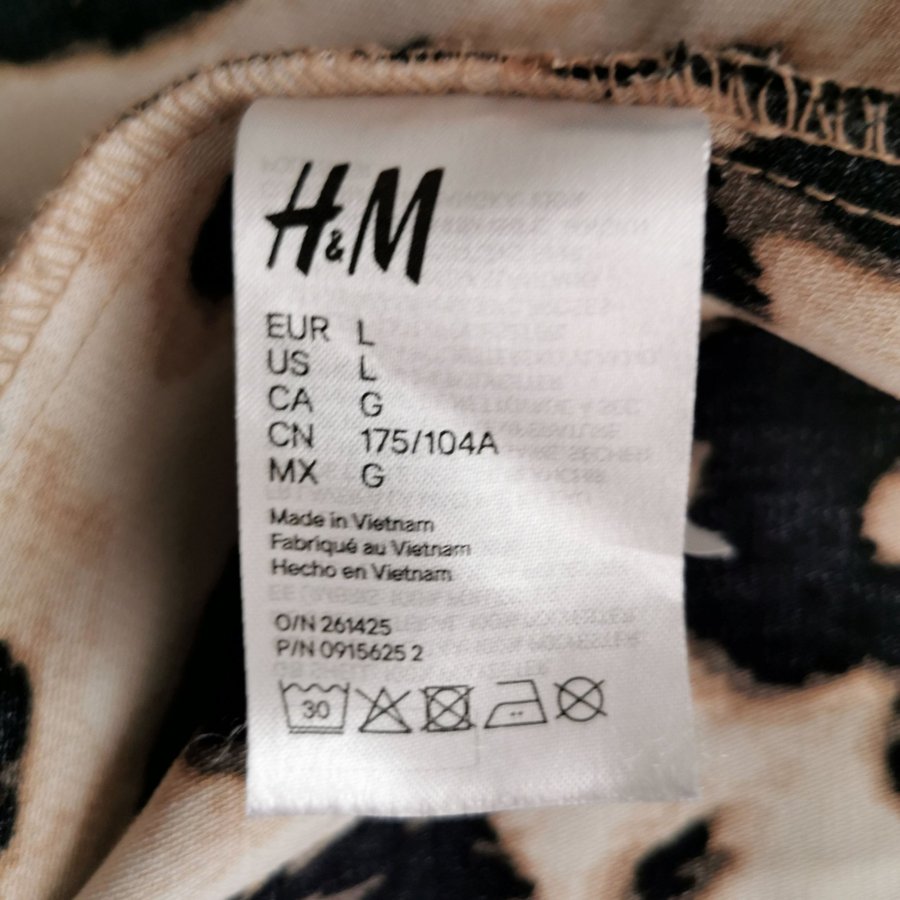 H&M
EUR L
US L
CA G
CN 175/104A
MX G
Made in Vietnam
Fabriqué au Vietnam
Hecho en Vietnam
O/N 261425
P/N 0915625 2
30